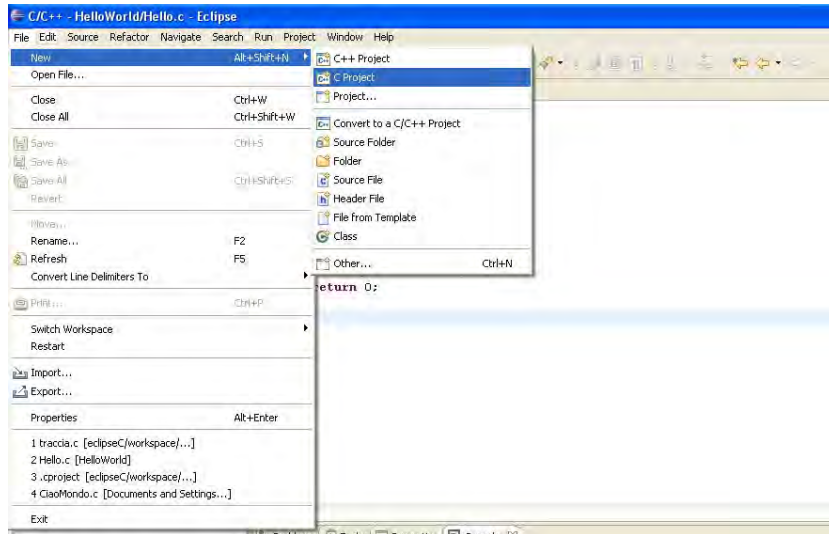 C/C++ - HelloWorld/Hello.c - Eclipse
File Edit Source Refactor Navigate Search Run Project Window Help
New Alt+Shift+N
Open File...
Close Ctrl+W
Close All Ctrl+Shift+W
Save Ctrl+S
Save As...
Save All Ctrl+Shift+S
Revert
Move...
Rename... F2
Refresh F5
Convert Line Delimiters To
Print... Ctrl+P
Switch Workspace
Restart
Import...
Export...
Properties Alt+Enter
1 traccia.c [eclipseC/workspace/...]
2 Hello.c [HelloWorld]
3 .cproject [eclipseC/workspace/...]
4 CiaoMondo.c [Documents and Settings...]
Exit
C++ Project
C Project
Project...
Convert to a C/C++ Project
Source Folder
Folder
Source File
Header File
File from Template
Class
Other... Ctrl+N
eturn 0;